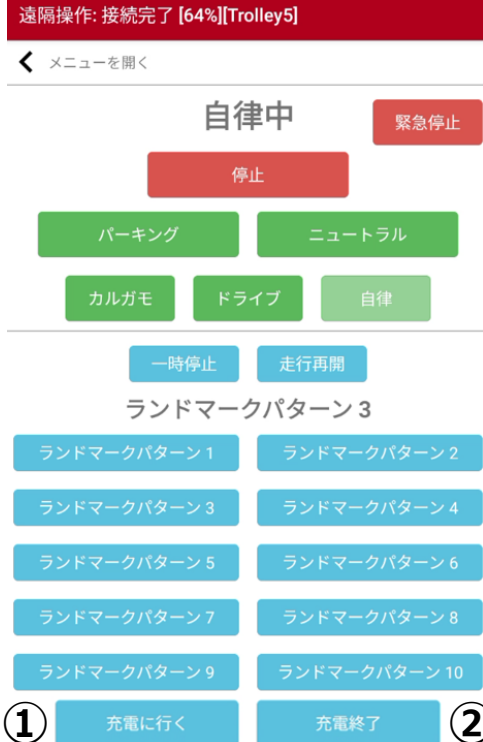 遠隔操作: 接続完了 [64%][Trolley5]
メニューを開く
自律中
緊急停止
停止
パーキング ニュートラル
カルガモ ドライブ 自律
一時停止 走行再開
ランドマークパターン 3
ランドマークパターン 1 ランドマークパターン 2
ランドマークパターン 3 ランドマークパターン 4
ランドマークパターン 5 ランドマークパターン 6
ランドマークパターン 7 ランドマークパターン 8
ランドマークパターン 9 ランドマークパターン 10
① 充電に行く 充電終了 ②